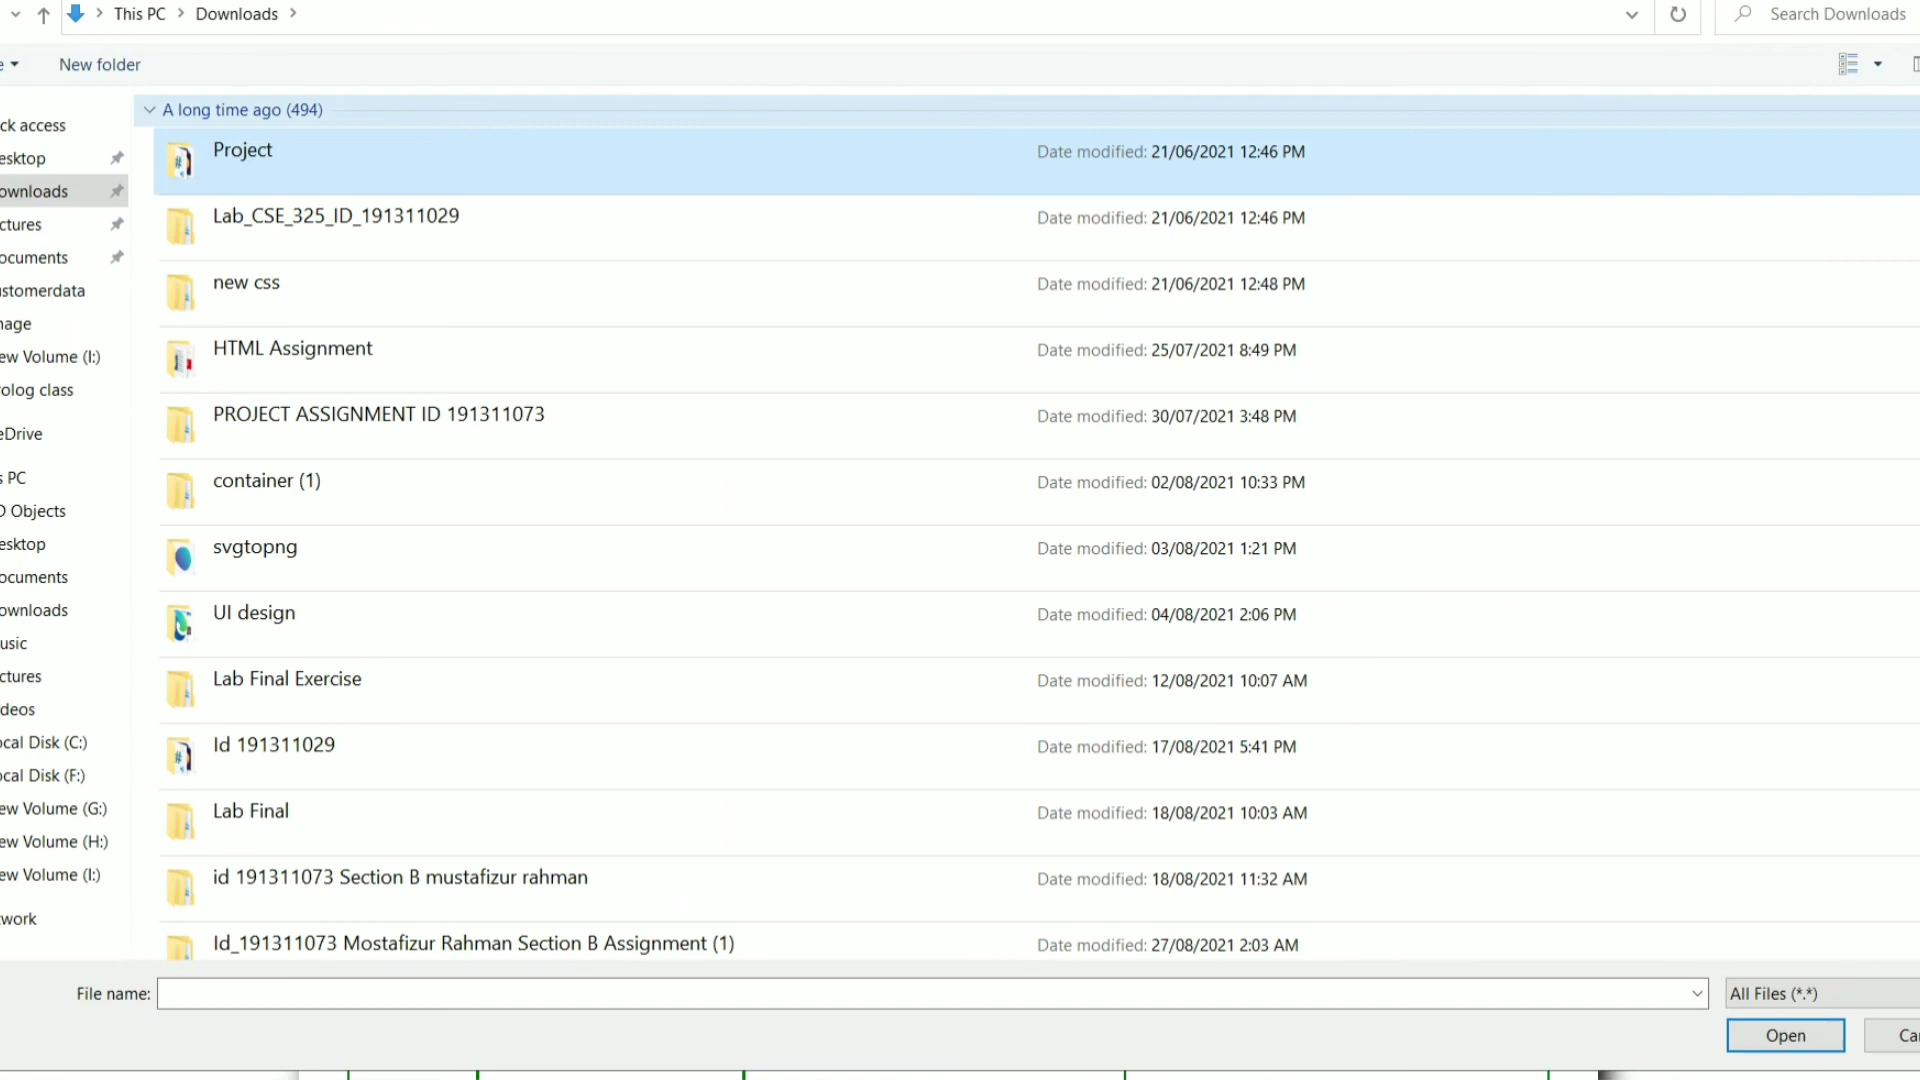 This PC > Downloads >
Search Downloads
e
New folder
A long time ago (494)
ck access
esktop
ownloads
ctures
ocuments
ustomerdata
mage
ew Volume (I:)
rolog class
eDrive
s PC
D Objects
esktop
ocuments
ownloads
usic
ctures
deos
ocal Disk (C:)
ocal Disk (F:)
ew Volume (G:)
ew Volume (H:)
ew Volume (I:)
twork
Project Date modified: 21/06/2021 12:46 PM
Lab_CSE_325_ID_191311029 Date modified: 21/06/2021 12:46 PM
new css Date modified: 21/06/2021 12:48 PM
HTML Assignment Date modified: 25/07/2021 8:49 PM
PROJECT ASSIGNMENT ID 191311073 Date modified: 30/07/2021 3:48 PM
container (1) Date modified: 02/08/2021 10:33 PM
svgtopng Date modified: 03/08/2021 1:21 PM
UI design Date modified: 04/08/2021 2:06 PM
Lab Final Exercise Date modified: 12/08/2021 10:07 AM
Id 191311029 Date modified: 17/08/2021 5:41 PM
Lab Final Date modified: 18/08/2021 10:03 AM
id 191311073 Section B mustafizur rahman Date modified: 18/08/2021 11:32 AM
Id_191311073 Mostafizur Rahman Section B Assignment (1) Date modified: 27/08/2021 2:03 AM
File name:
All Files (*.*)
Open
Ca